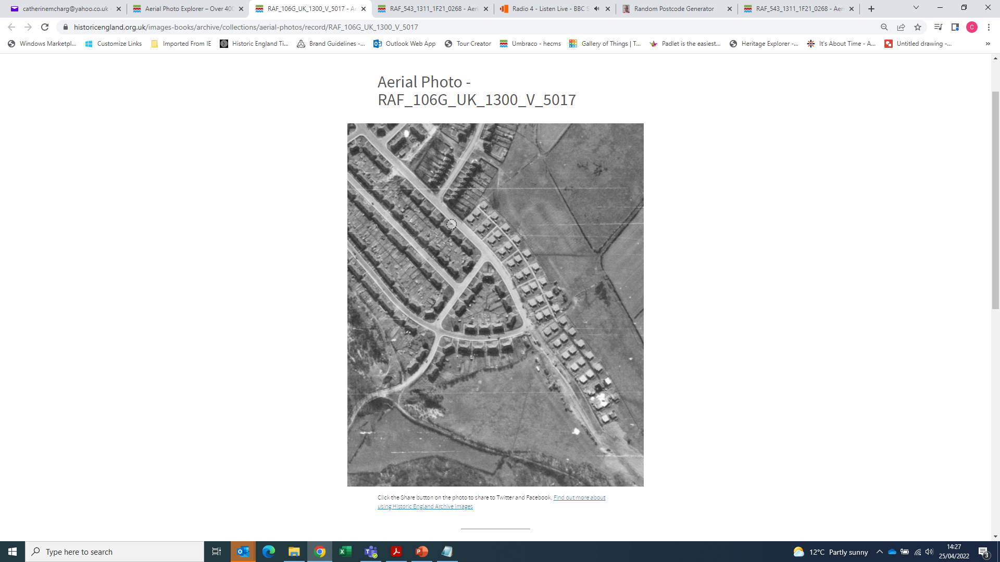 catherinemcharg@yahoo.co.uk
Aerial Photo Explorer – Over 400
RAF_106G_UK_1300_V_5017 - Ae
RAF_543_1311_1F21_0268 - Aeri
Radio 4 - Listen Live - BBC S
Random Postcode Generator
RAF_543_1311_1F21_0268 - Aeri
historicengland.org.uk/images-books/archive/collections/aerial-photos/record/RAF_106G_UK_1300_V_5017
C
Windows Marketpl...
Customize Links
Imported From IE
Historic England Ti...
Brand Guidelines -...
Outlook Web App
Tour Creator
Umbraco - hecms
Gallery of Things | T...
Padlet is the easiest...
Heritage Explorer -...
It's About Time - A...
Untitled drawing -...
»
Aerial Photo -
RAF_106G_UK_1300_V_5017
Click the Share button on the photo to share to Twitter and Facebook. Find out more about
using Historic England Archive images
Type here to search
12°C Partly sunny
14:27
25/04/2022
3